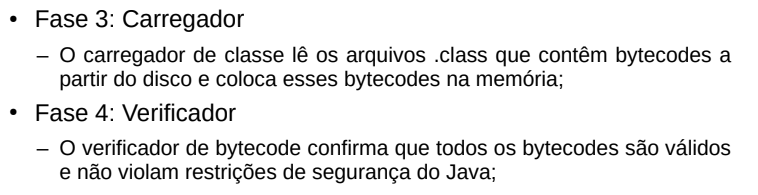 • Fase 3: Carregador
– O carregador de classe lê os arquivos .class que contêm bytecodes a
partir do disco e coloca esses bytecodes na memória;
• Fase 4: Verificador
– O verificador de bytecode confirma que todos os bytecodes são válidos
e não violam restrições de segurança do Java;